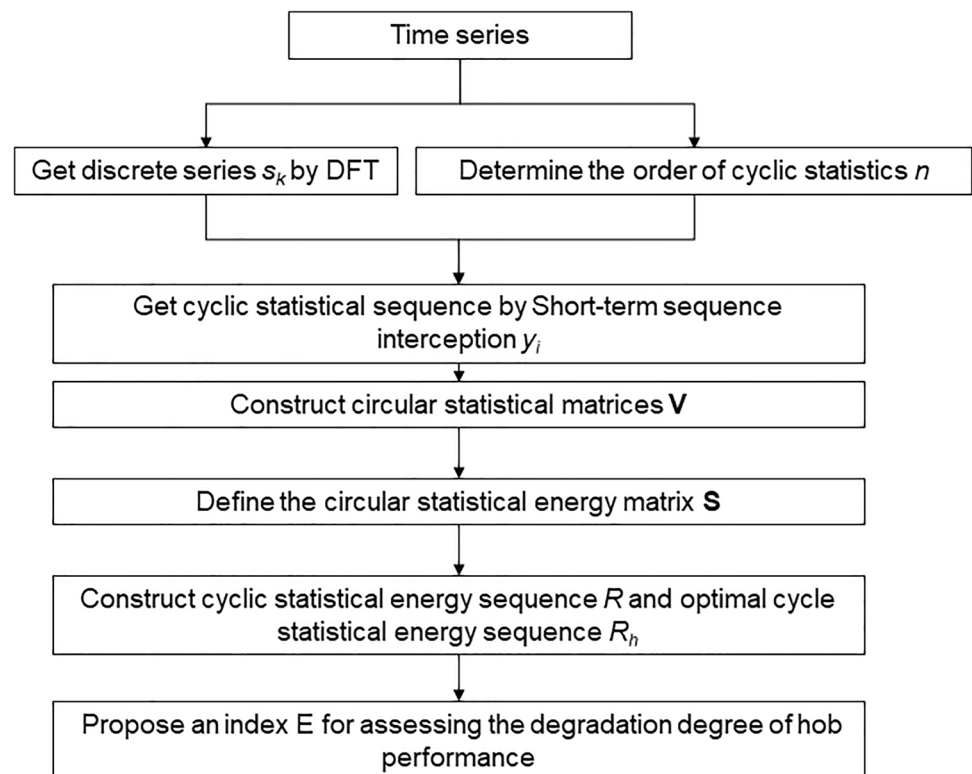 Time series
Get discrete series sk by DFT
Determine the order of cyclic statistics n
Get cyclic statistical sequence by Short-term sequence
interception yi
Construct circular statistical matrices V
Define the circular statistical energy matrix S
Construct cyclic statistical energy sequence R and optimal cycle
statistical energy sequence Rh
Propose an index E for assessing the degradation degree of hob
performance